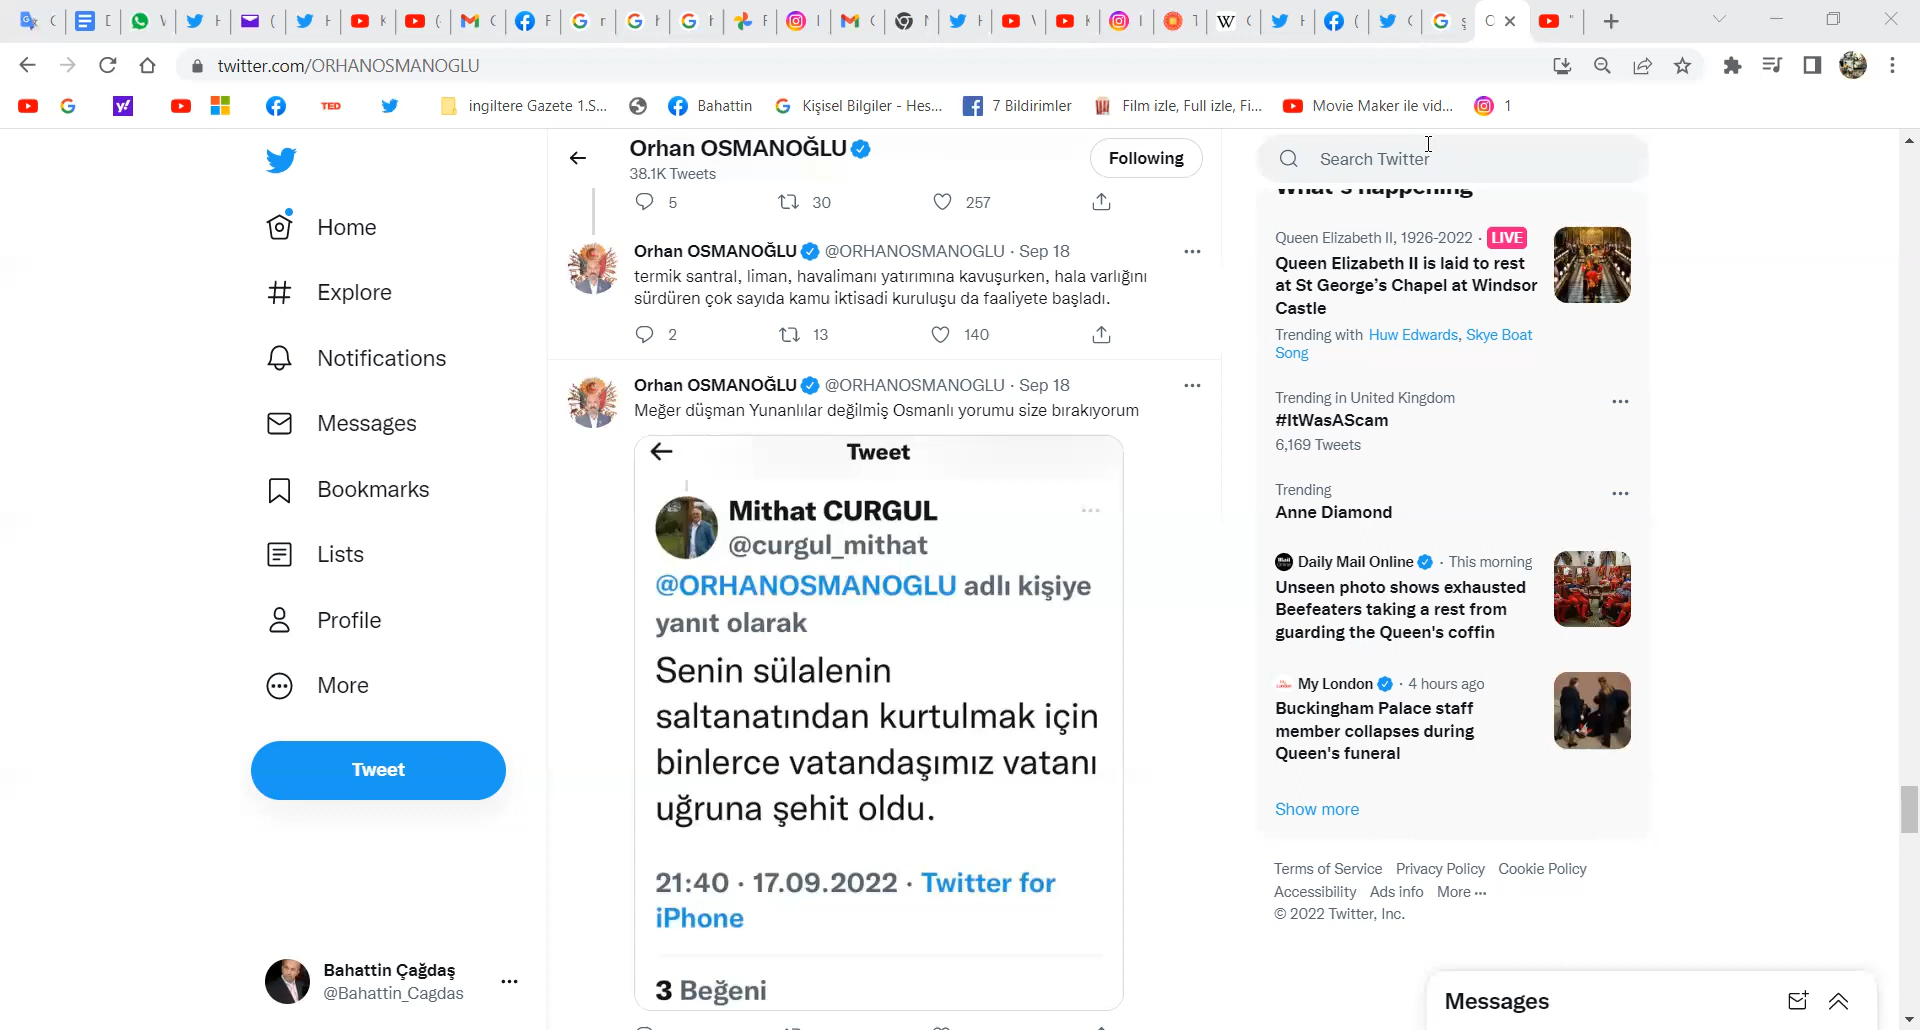 twitter.com/ORHANOSMANOGLU
TED
ingiltere Gazete 1.S...
Bahattin
Kişisel Bilgiler - Hes...
7 Bildirimler
Film izle, Full izle, Fi...
Movie Maker ile vid...
1
Home
Explore
Notifications
Messages
Bookmarks
Lists
Profile
More
Tweet
Bahattin Çağdaş
@Bahattin_Cagdas
Orhan OSMANOĞLU
38.1K Tweets
Following
5 30 257
Orhan OSMANOĞLU @ORHANOSMANOGLU · Sep 18
termik santral, liman, havalimanı yatırımına kavuşurken, hala varlığını
sürdüren çok sayıda kamu iktisadi kuruluşu da faaliyete başladı.
2 13 140
Orhan OSMANOĞLU @ORHANOSMANOGLU · Sep 18
Meğer düşman Yunanlılar değilmiş Osmanlı yorumu size bırakıyorum
Tweet
Mithat CURGUL
@curgul_mithat
@ORHANOSMANOGLU adlı kişiye
yanıt olarak
Senin sülalenin
saltanatından kurtulmak için
binlerce vatandaşımız vatanı
uğruna şehit oldu.
21:40 · 17.09.2022 · Twitter for
iPhone
3 Beğeni
Search Twitter
What's happening
Queen Elizabeth II, 1926-2022 · LIVE
Queen Elizabeth II is laid to rest
at St George's Chapel at Windsor
Castle
Trending with Huw Edwards, Skye Boat
Song
Trending in United Kingdom
#ItWasAScam
6,169 Tweets
Trending
Anne Diamond
Daily Mail Online · This morning
Unseen photo shows exhausted
Beefeaters taking a rest from
guarding the Queen's coffin
My London · 4 hours ago
Buckingham Palace staff
member collapses during
Queen's funeral
Show more
Terms of Service Privacy Policy Cookie Policy
Accessibility Ads info More ···
© 2022 Twitter, Inc.
Messages